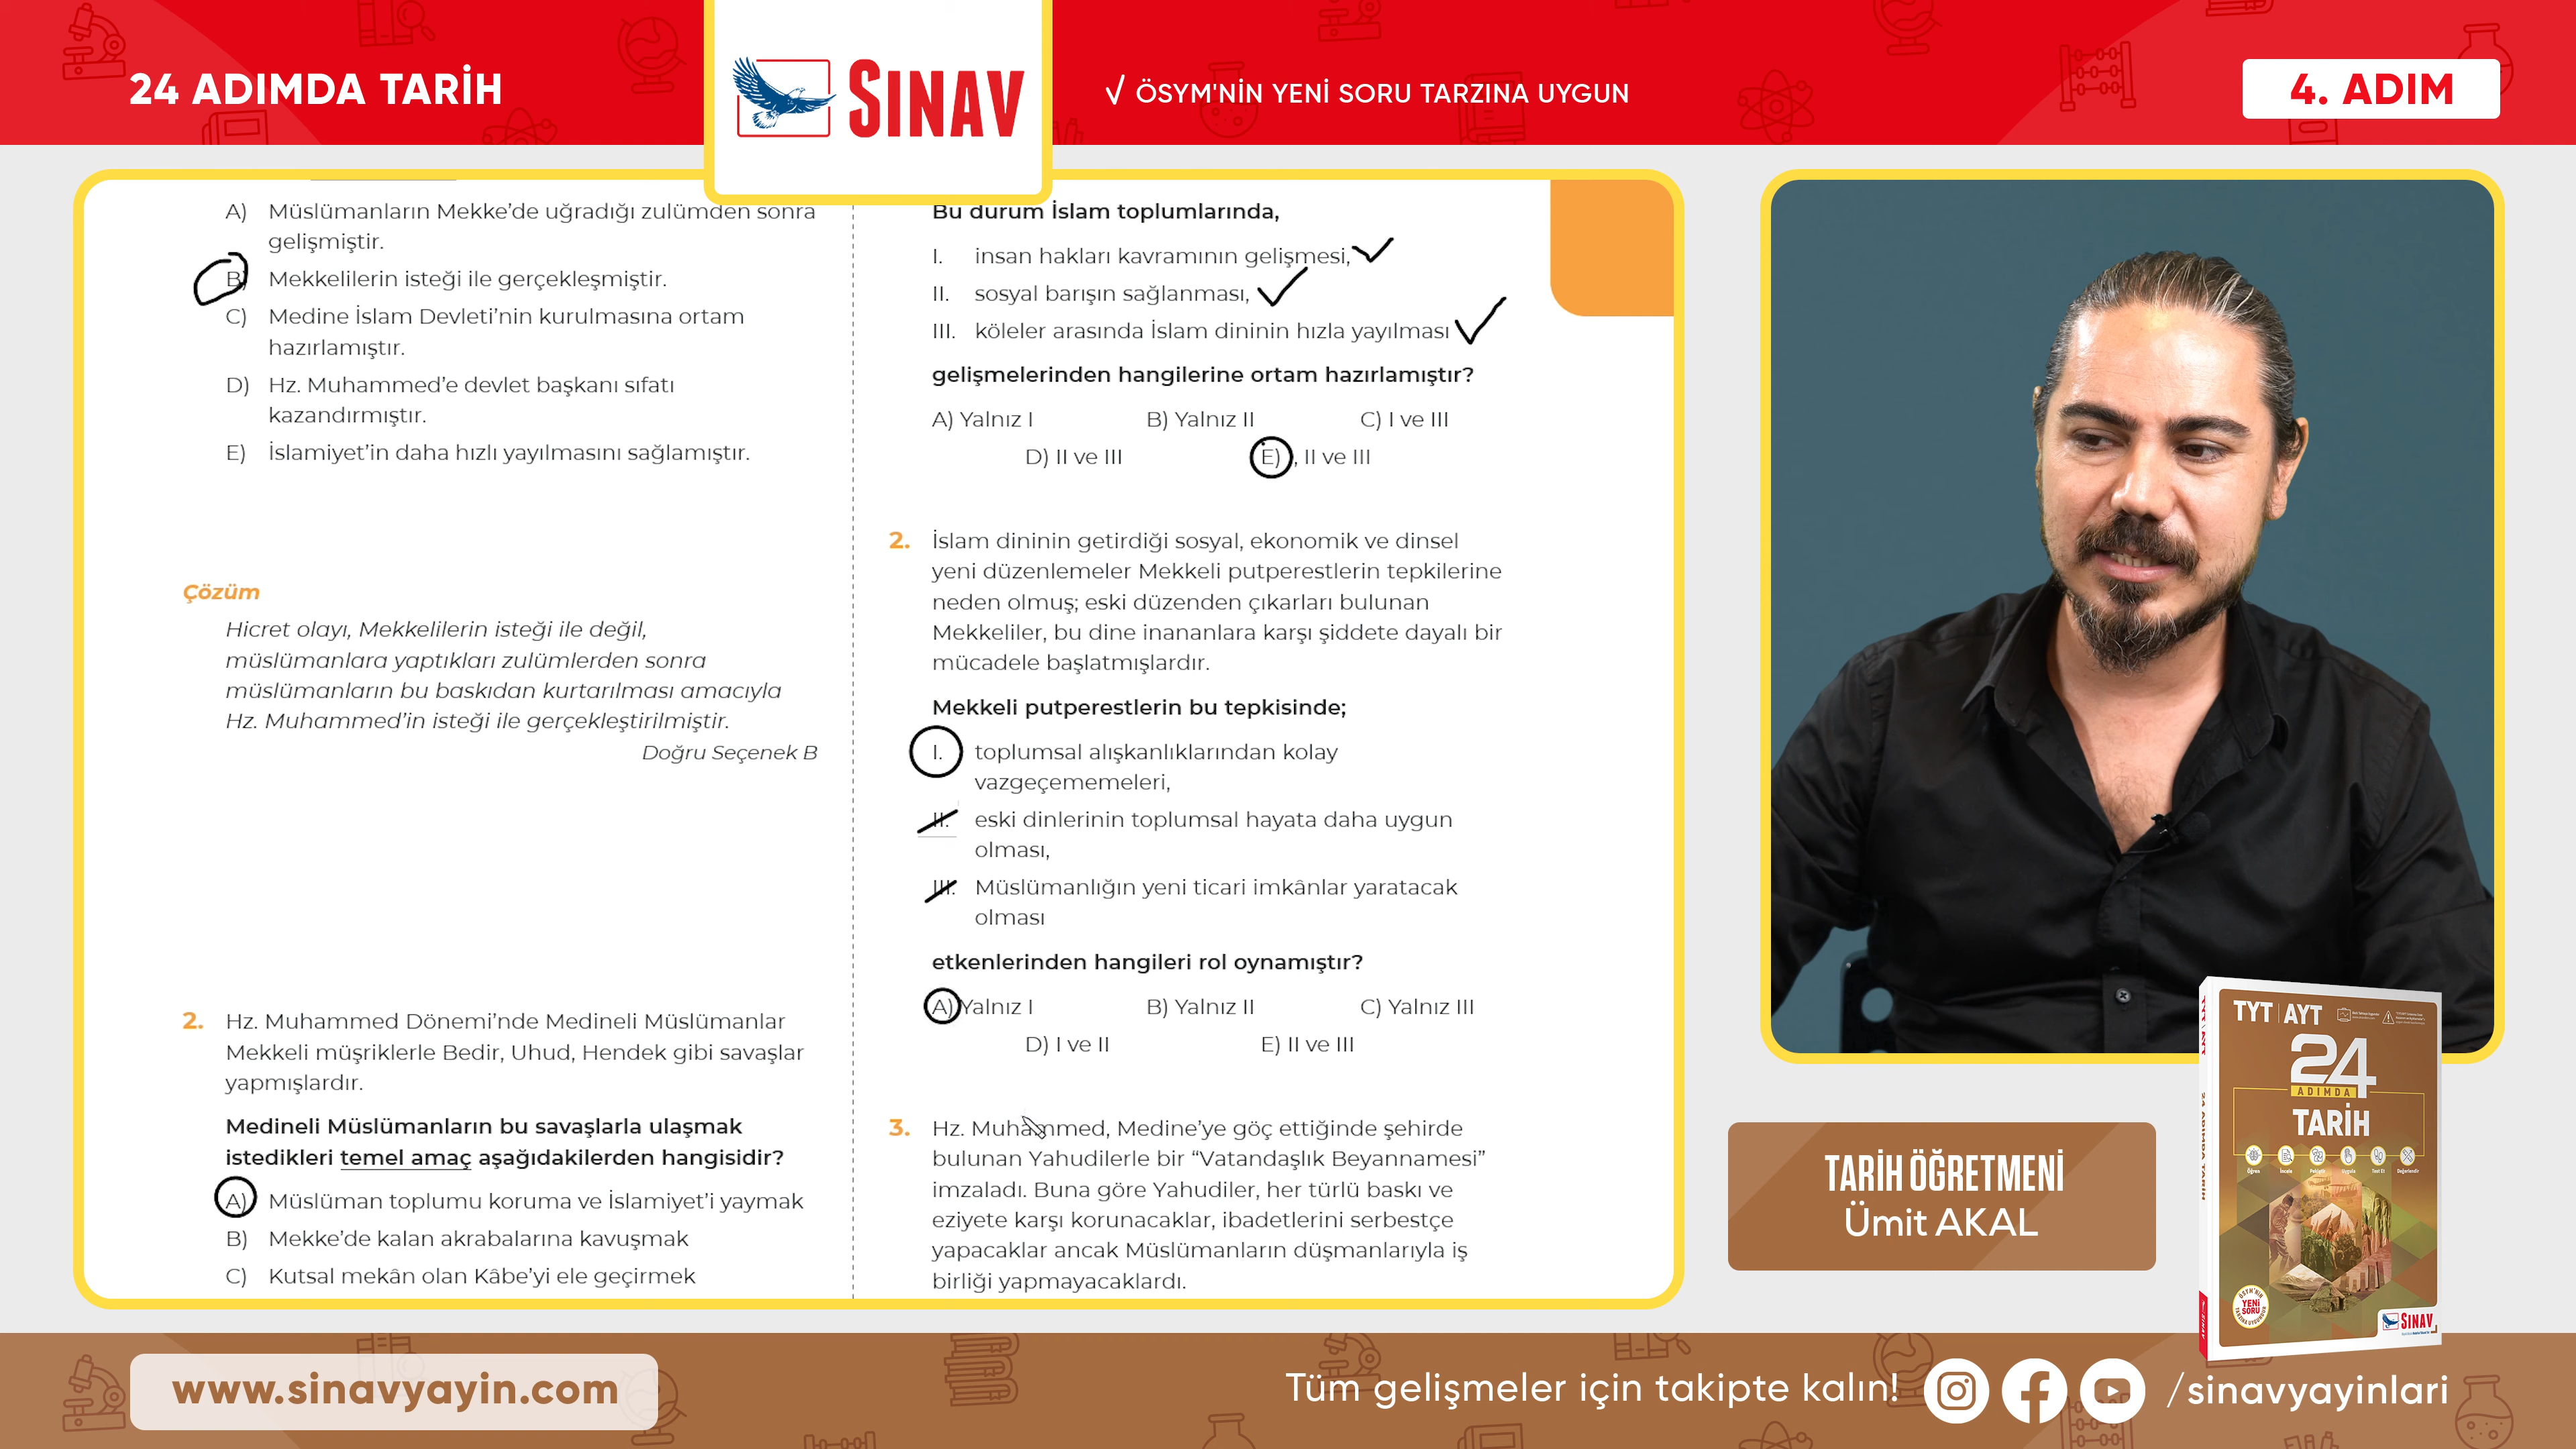 24 ADIMDA TARİH
SINAV
√ ÖSYM'NİN YENİ SORU TARZINA UYGUN
4. ADIM
A) Müslümanların Mekke’de uğradığı zulümden sonra
gelişmiştir.
B) Mekkelilerin isteği ile gerçekleşmiştir.
C) Medine İslam Devleti’nin kurulmasına ortam
hazırlamıştır.
D) Hz. Muhammed’e devlet başkanı sıfatı
kazandırmıştır.
E) İslamiyet’in daha hızlı yayılmasını sağlamıştır.
Çözüm
Hicret olayı, Mekkelilerin isteği ile değil,
müslümanlara yaptıkları zulümlerden sonra
müslümanların bu baskıdan kurtarılması amacıyla
Hz. Muhammed’in isteği ile gerçekleştirilmiştir.
Doğru Seçenek B
2. Hz. Muhammed Dönemi’nde Medineli Müslümanlar
Mekkeli müşriklerle Bedir, Uhud, Hendek gibi savaşlar
yapmışlardır.
Medineli Müslümanların bu savaşlarla ulaşmak
istedikleri temel amaç aşağıdakilerden hangisidir?
A) Müslüman toplumu koruma ve İslamiyet’i yaymak
B) Mekke’de kalan akrabalarına kavuşmak
C) Kutsal mekân olan Kâbe’yi ele geçirmek
Bu durum İslam toplumlarında,
I. insan hakları kavramının gelişmesi,
II. sosyal barışın sağlanması,
III. köleler arasında İslam dininin hızla yayılması
gelişmelerinden hangilerine ortam hazırlamıştır?
A) Yalnız I B) Yalnız II C) I ve III
D) II ve III E) , II ve III
2. İslam dininin getirdiği sosyal, ekonomik ve dinsel
yeni düzenlemeler Mekkeli putperestlerin tepkilerine
neden olmuş; eski düzenden çıkarları bulunan
Mekkeliler, bu dine inananlara karşı şiddete dayalı bir
mücadele başlatmışlardır.
Mekkeli putperestlerin bu tepkisinde;
I. toplumsal alışkanlıklarından kolay
vazgeçememeleri,
II. eski dinlerinin toplumsal hayata daha uygun
olması,
III. Müslümanlığın yeni ticari imkânlar yaratacak
olması
etkenlerinden hangileri rol oynamıştır?
A) Yalnız I B) Yalnız II C) Yalnız III
D) I ve II E) II ve III
3. Hz. Muhammed, Medine’ye göç ettiğinde şehirde
bulunan Yahudilerle bir “Vatandaşlık Beyannamesi”
imzaladı. Buna göre Yahudiler, her türlü baskı ve
eziyete karşı korunacaklar, ibadetlerini serbestçe
yapacaklar ancak Müslümanların düşmanlarıyla iş
birliği yapmayacaklardı.
TARİH ÖĞRETMENİ
Ümit AKAL
TYT | AYT
24
ADIMDA
TARİH
YENİ
SORU
SINAV
www.sinavyayin.com
Tüm gelişmeler için takipte kalın!
/sinavyayinlari